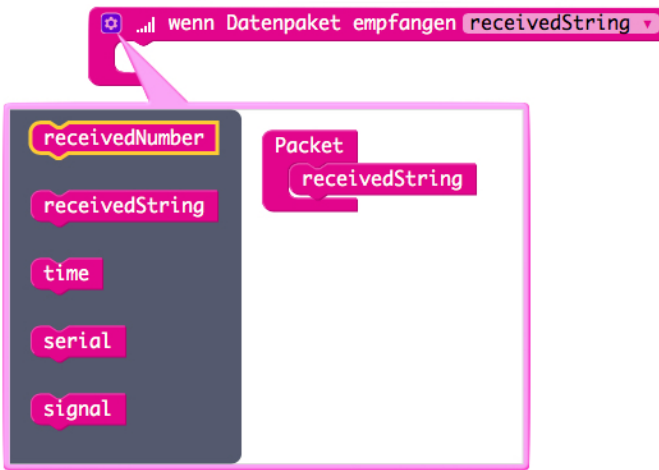 wenn Datenpaket empfangen receivedString
receivedNumber
receivedString
time
serial
signal
Packet
receivedString